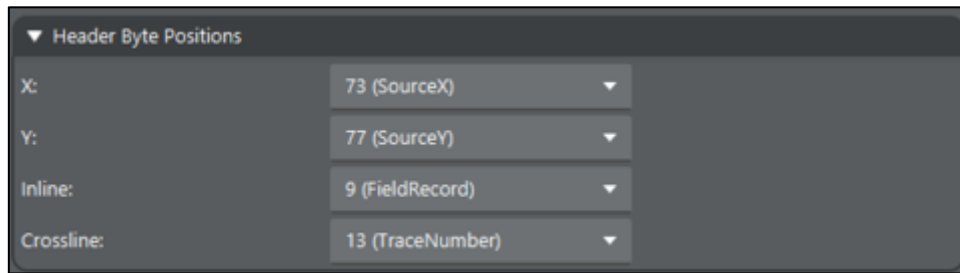 Header Byte Positions
X: 73 (SourceX)
Y: 77 (SourceY)
Inline: 9 (FieldRecord)
Crossline: 13 (TraceNumber)